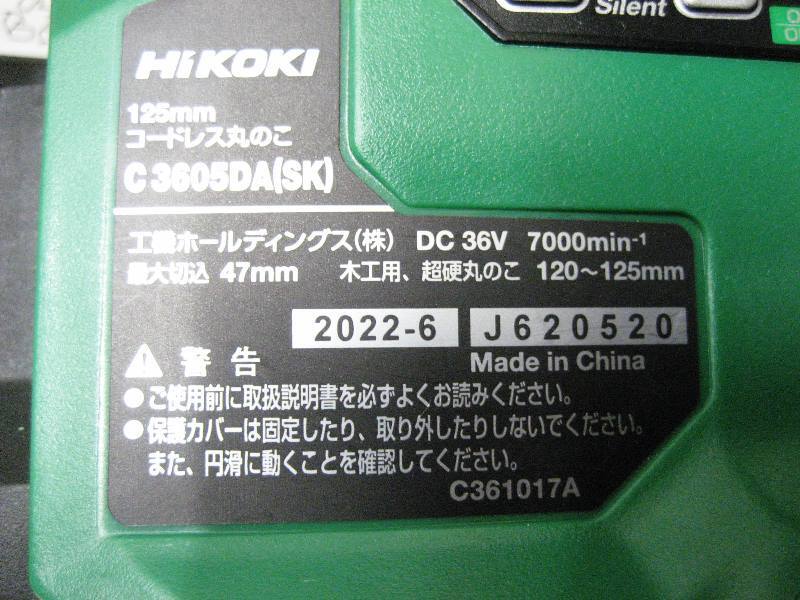 Silent
HiKOKI
125mm
コードレス丸のこ
C 3605DA(SK)
工機ホールディングス(株) DC 36V 7000min-1
最大切込 47mm 木工用、超硬丸のこ 120～125mm
2022-6 J620520
Made in China
警告
●ご使用前に取扱説明書を必ずよくお読みください。
●保護カバーは固定したり、取り外したりしないでください。
また、円滑に動くことを確認してください。
C361017A